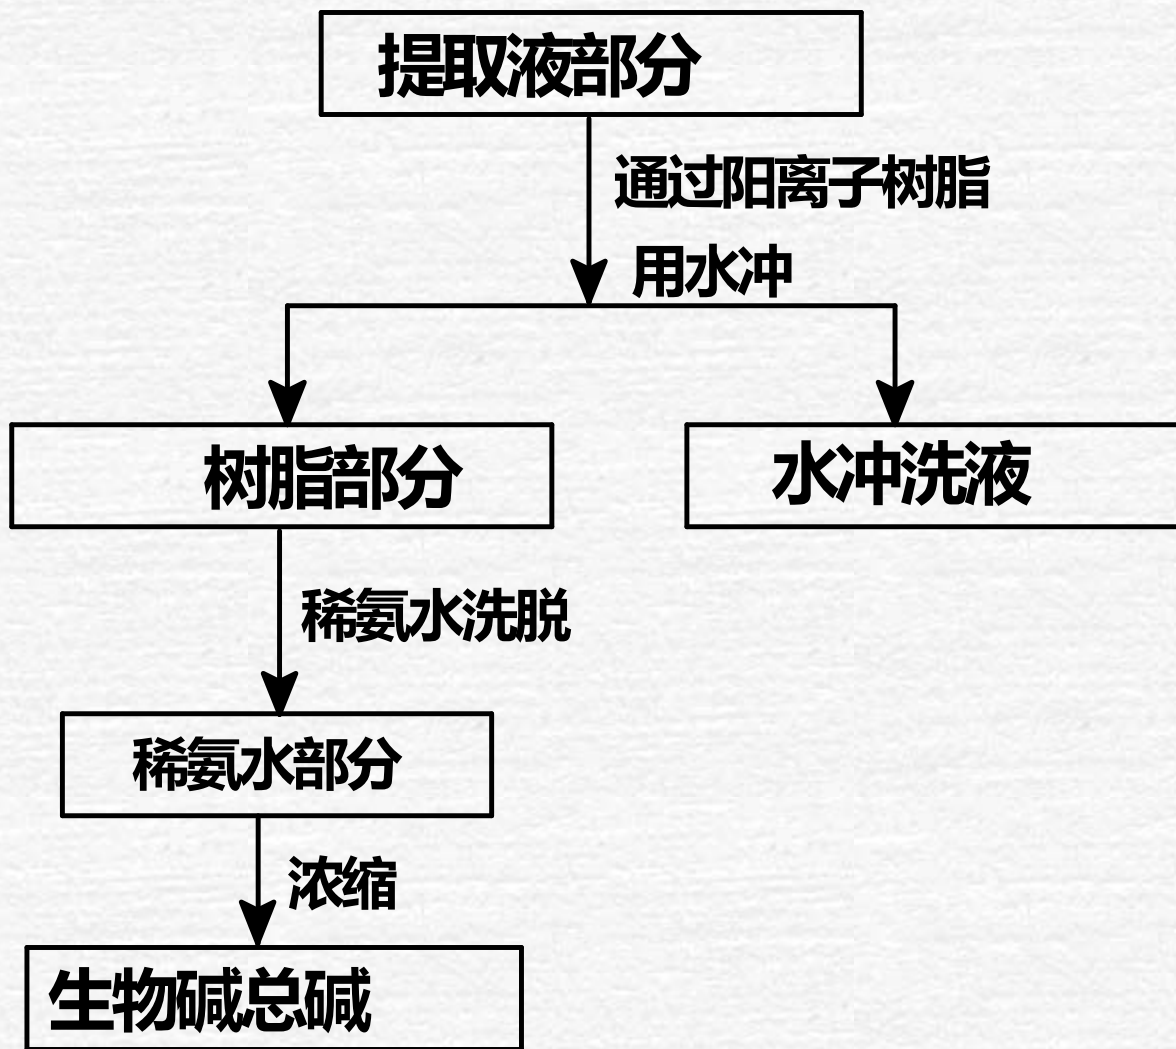 提取液部分
通过阳离子树脂
用水冲
树脂部分
水冲洗液
稀氨水洗脱
稀氨水部分
浓缩
生物碱总碱